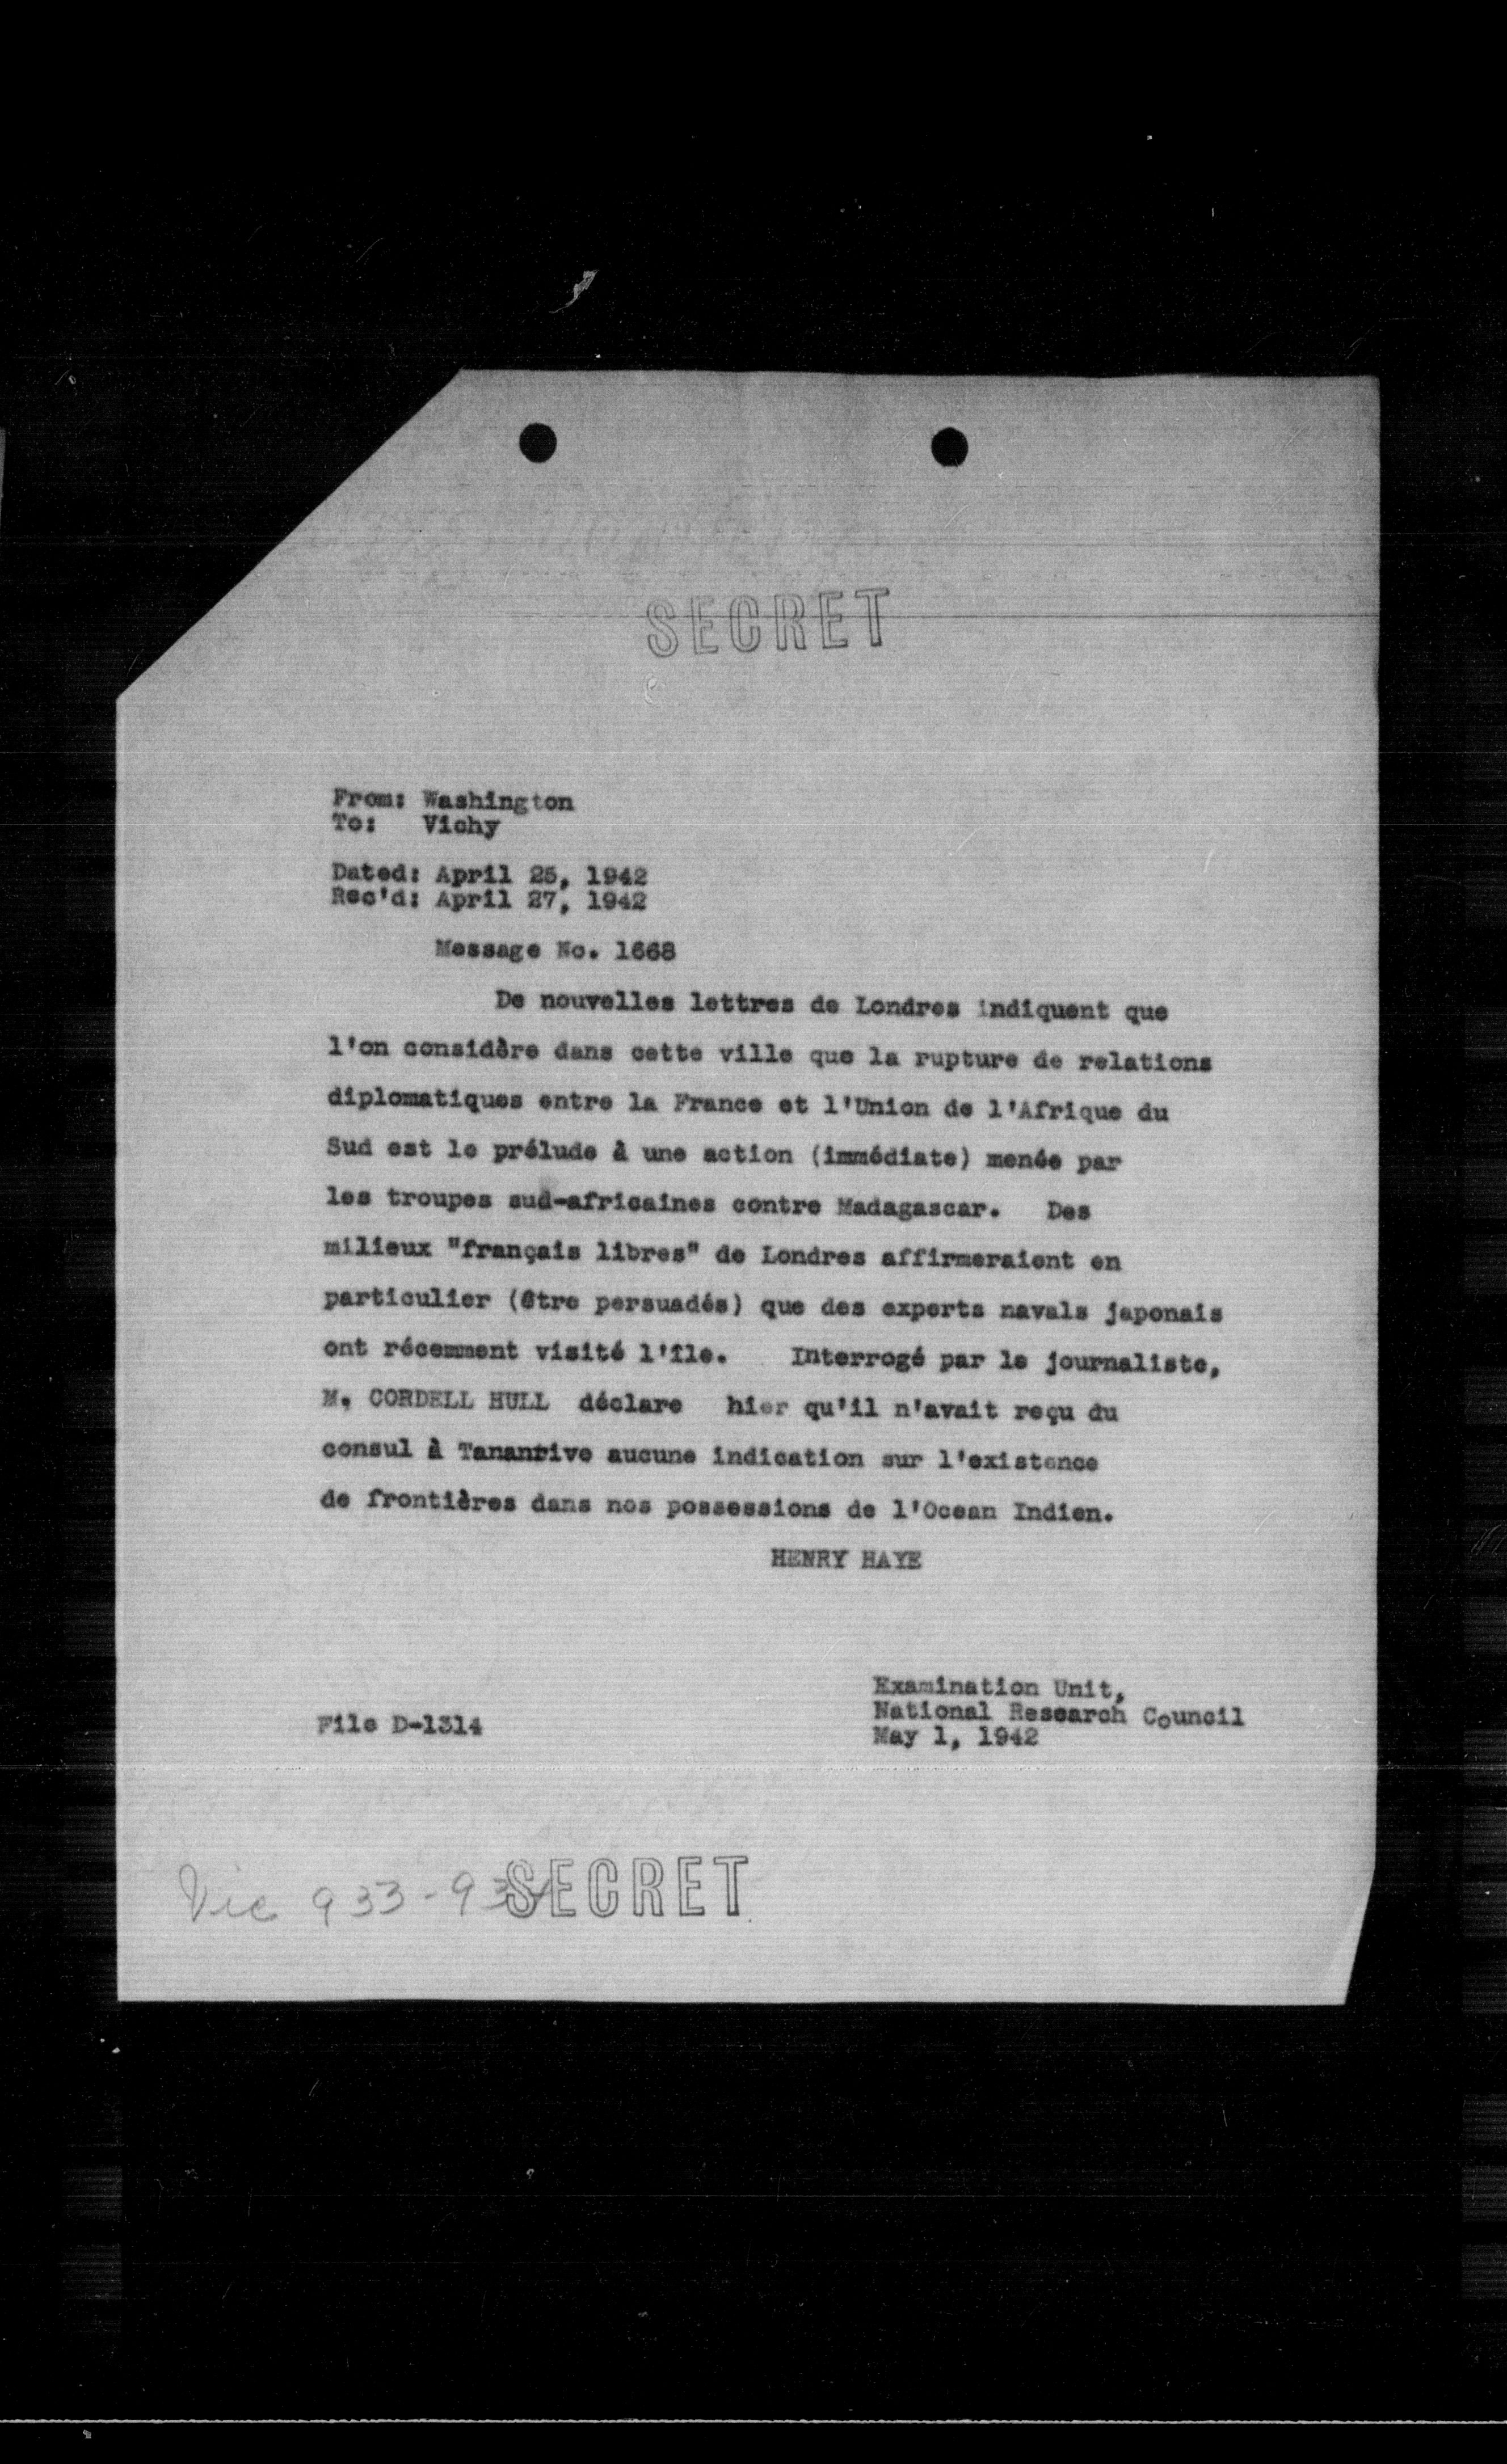 SECRET
From: Washington
To: Vichy
Dated: April 25, 1942
Rec'd: April 27, 1942
Message No. 1668
De nouvelles lettres de Londres indiquent que
l'on considère dans cette ville que la rupture de relations
diplomatiques entre la France et l'Union de l'Afrique du
Sud est le prélude à une action (immédiate) menée par
les troupes sud-africaines contre Madagascar. Des
milieux "français libres" de Londres affirmeraient en
particulier (être persuadés) que des experts navals japonais
ont récemment visité l'île. Interrogé par le journaliste,
M. CORDELL HULL déclare hier qu'il n'avait reçu du
consul à Tananrive aucune indication sur l'existence
de frontières dans nos possessions de l'Ocean Indien.
HENRY HAYE
Examination Unit,
National Research Council
May 1, 1942
File D-1314
Vic 933-93
SECRET